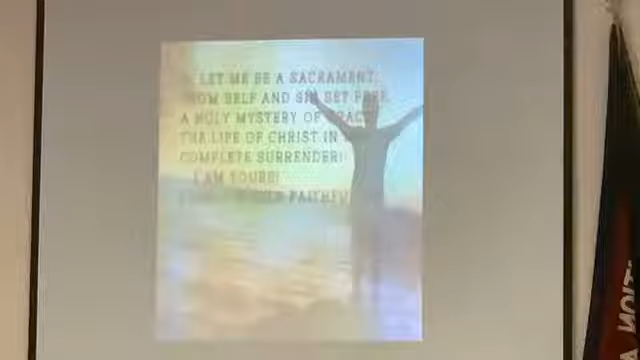 LET ME BE A SACRAMENT,
FROM SELF AND SIN SET FREE
A HOLY MYSTERY OF GRACE
THE LIFE OF CHRIST IN
COMPLETE SURRENDER!
I AM YOURS!
FAITHFUL